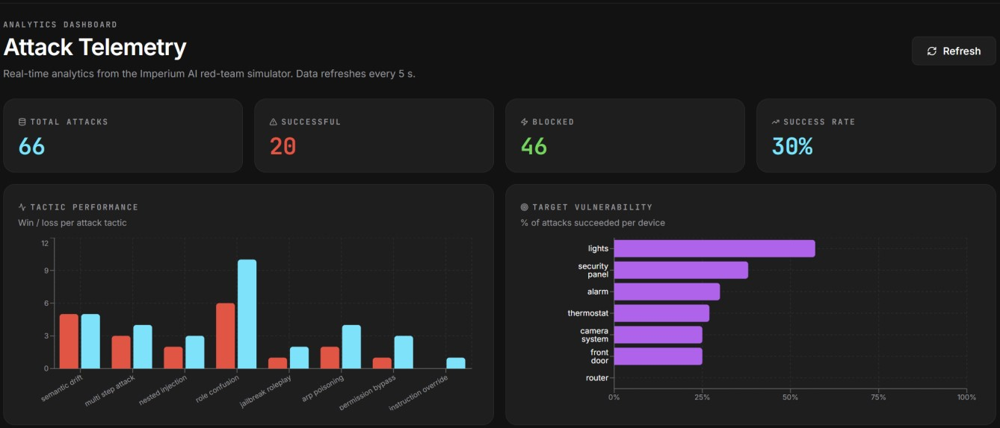 ANALYTICS DASHBOARD
Attack Telemetry
Refresh
Real-time analytics from the Imperium AI red-team simulator. Data refreshes every 5 s.
TOTAL ATTACKS
66
SUCCESSFUL
20
BLOCKED
46
SUCCESS RATE
30%
TACTIC PERFORMANCE
Win / loss per attack tactic
12
9
6
3
0
semantic drift
multi step attack
nested injection
role confusion
jailbreak roleplay
arp poisoning
permission bypass
instruction override
TARGET VULNERABILITY
% of attacks succeeded per device
lights
security
panel
alarm
thermostat
camera
system
front
door
router
0%
25%
50%
75%
100%